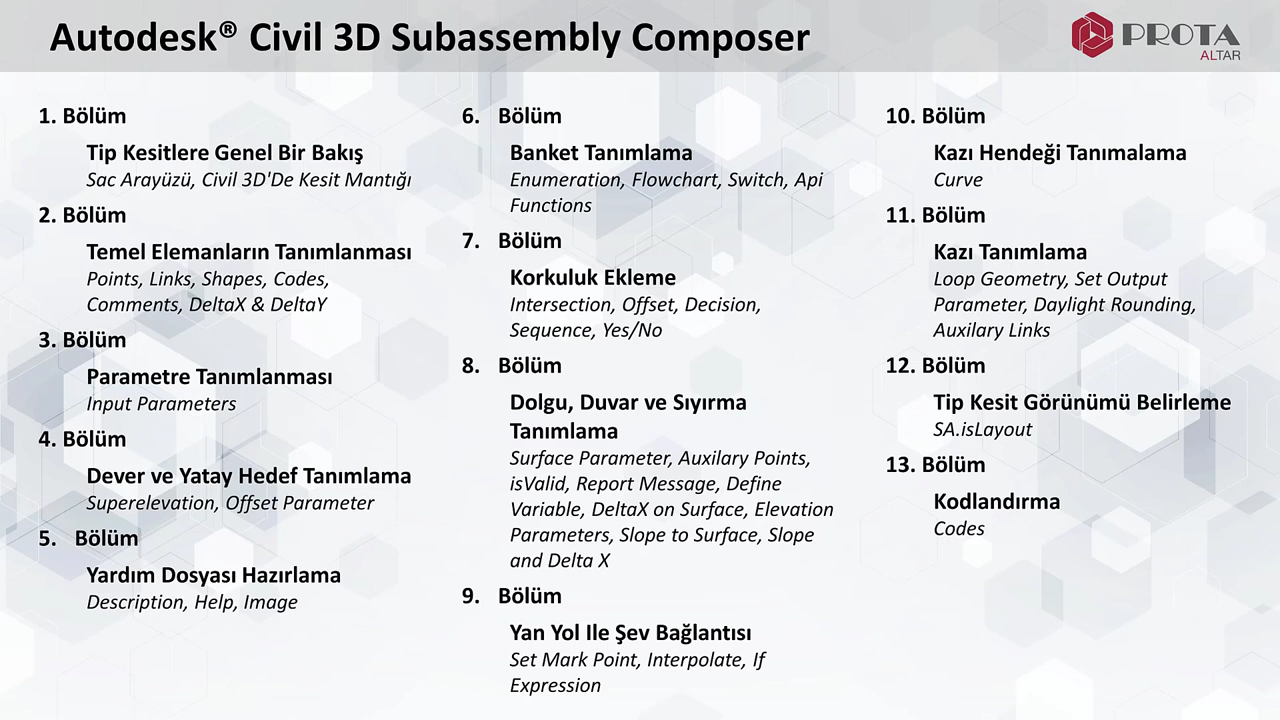 Autodesk® Civil 3D Subassembly Composer
PROTA
ALTAR
1. Bölüm
Tip Kesitlere Genel Bir Bakış
Sac Arayüzü, Civil 3D'De Kesit Mantığı
2. Bölüm
Temel Elemanların Tanımlanması
Points, Links, Shapes, Codes,
Comments, DeltaX & DeltaY
3. Bölüm
Parametre Tanımlanması
Input Parameters
4. Bölüm
Dever ve Yatay Hedef Tanımlama
Superelevation, Offset Parameter
5. Bölüm
Yardım Dosyası Hazırlama
Description, Help, Image
6. Bölüm
Banket Tanımlama
Enumeration, Flowchart, Switch, Api
Functions
7. Bölüm
Korkuluk Ekleme
Intersection, Offset, Decision,
Sequence, Yes/No
8. Bölüm
Dolgu, Duvar ve Sıyırma
Tanımlama
Surface Parameter, Auxilary Points,
isValid, Report Message, Define
Variable, DeltaX on Surface, Elevation
Parameters, Slope to Surface, Slope
and Delta X
9. Bölüm
Yan Yol Ile Şev Bağlantısı
Set Mark Point, Interpolate, If
Expression
10. Bölüm
Kazı Hendeği Tanımalama
Curve
11. Bölüm
Kazı Tanımlama
Loop Geometry, Set Output
Parameter, Daylight Rounding,
Auxilary Links
12. Bölüm
Tip Kesit Görünümü Belirleme
SA.isLayout
13. Bölüm
Kodlandırma
Codes